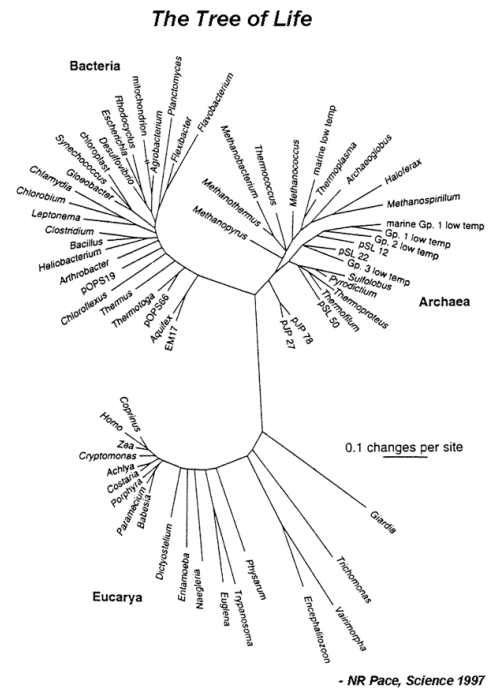 The Tree of Life
Bacteria
Flavobacterium
Flexibacter
Planctomyces
Agrobacterium
mitochondrion
Rhodocyclus
Escherichia
Desulfovibrio
chloroplast
Synechococcus
Gloeobacter
Chlamydia
Chlorobium
Leptonema
Clostridium
Bacillus
Heliobacterium
Arthrobacter
pOPS19
Chloroflexus
Thermus
Thermotoga
pOPS66
Aquifex
EM17
Methanopyrus
Methanothermus
Methanobacterium
Thermococcus
Methanococcus
marine low temp
Thermoplasma
Archaeoglobus
Haloferax
Methanospirillum
marine Gp. 1 low temp
Gp. 1 low temp
Gp. 2 low temp
pSL 12
pSL 22
Gp. 3 low temp
Sulfolobus
Pyrodictium
Thermoproteus
Thermofilum
pSL 50
pJP 78
pJP 27
Archaea
0.1 changes per site
Coprinus
Homo
Zea
Cryptomonas
Achlya
Costaria
Porphyra
Paramecium
Babesia
Dictyostelium
Entamoeba
Naegleria
Euglena
Trypanosoma
Physarum
Encephalitozoon
Vairimorpha
Trichomonas
Giardia
Eucarya
- NR Pace, Science 1997